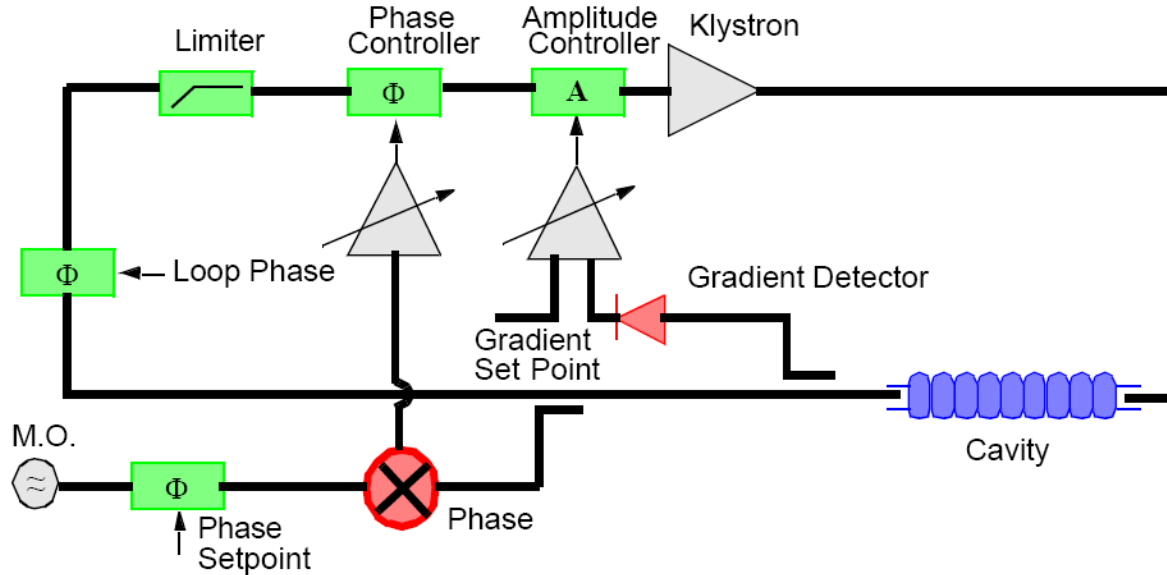 Limiter
Phase
Controller
Amplitude
Controller
Klystron
Φ
A
Φ
Loop Phase
Gradient Detector
Gradient
Set Point
M.O.
Cavity
≈
Φ
Phase
Phase
Setpoint